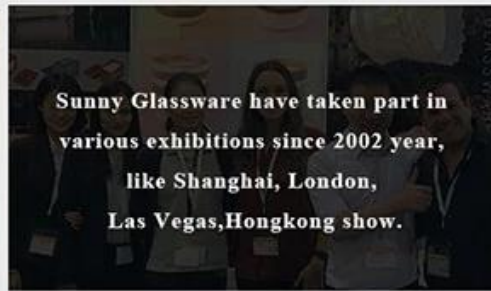 Sunny Glassware have taken part in
various exhibitions since 2002 year,
like Shanghai, London,
Las Vegas,Hongkong show.